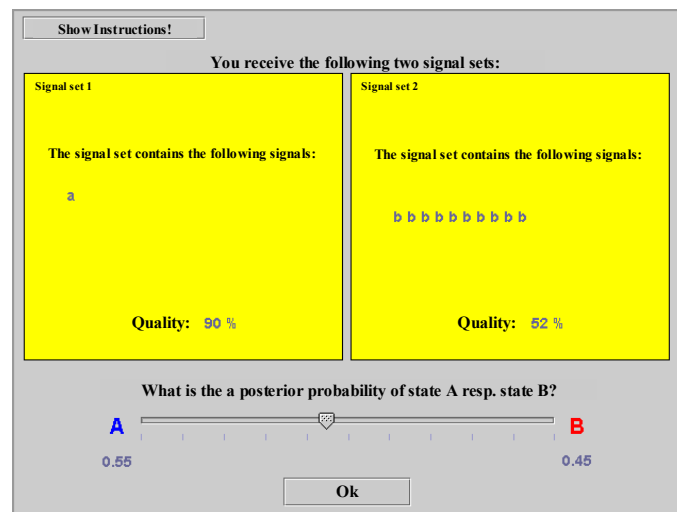 Show Instructions!
You receive the following two signal sets:
Signal set 1
The signal set contains the following signals:
a
Quality: 90 %
Signal set 2
The signal set contains the following signals:
b b b b b b b b b b
Quality: 52 %
What is the a posterior probability of state A resp. state B?
A
B
0.55
0.45
Ok